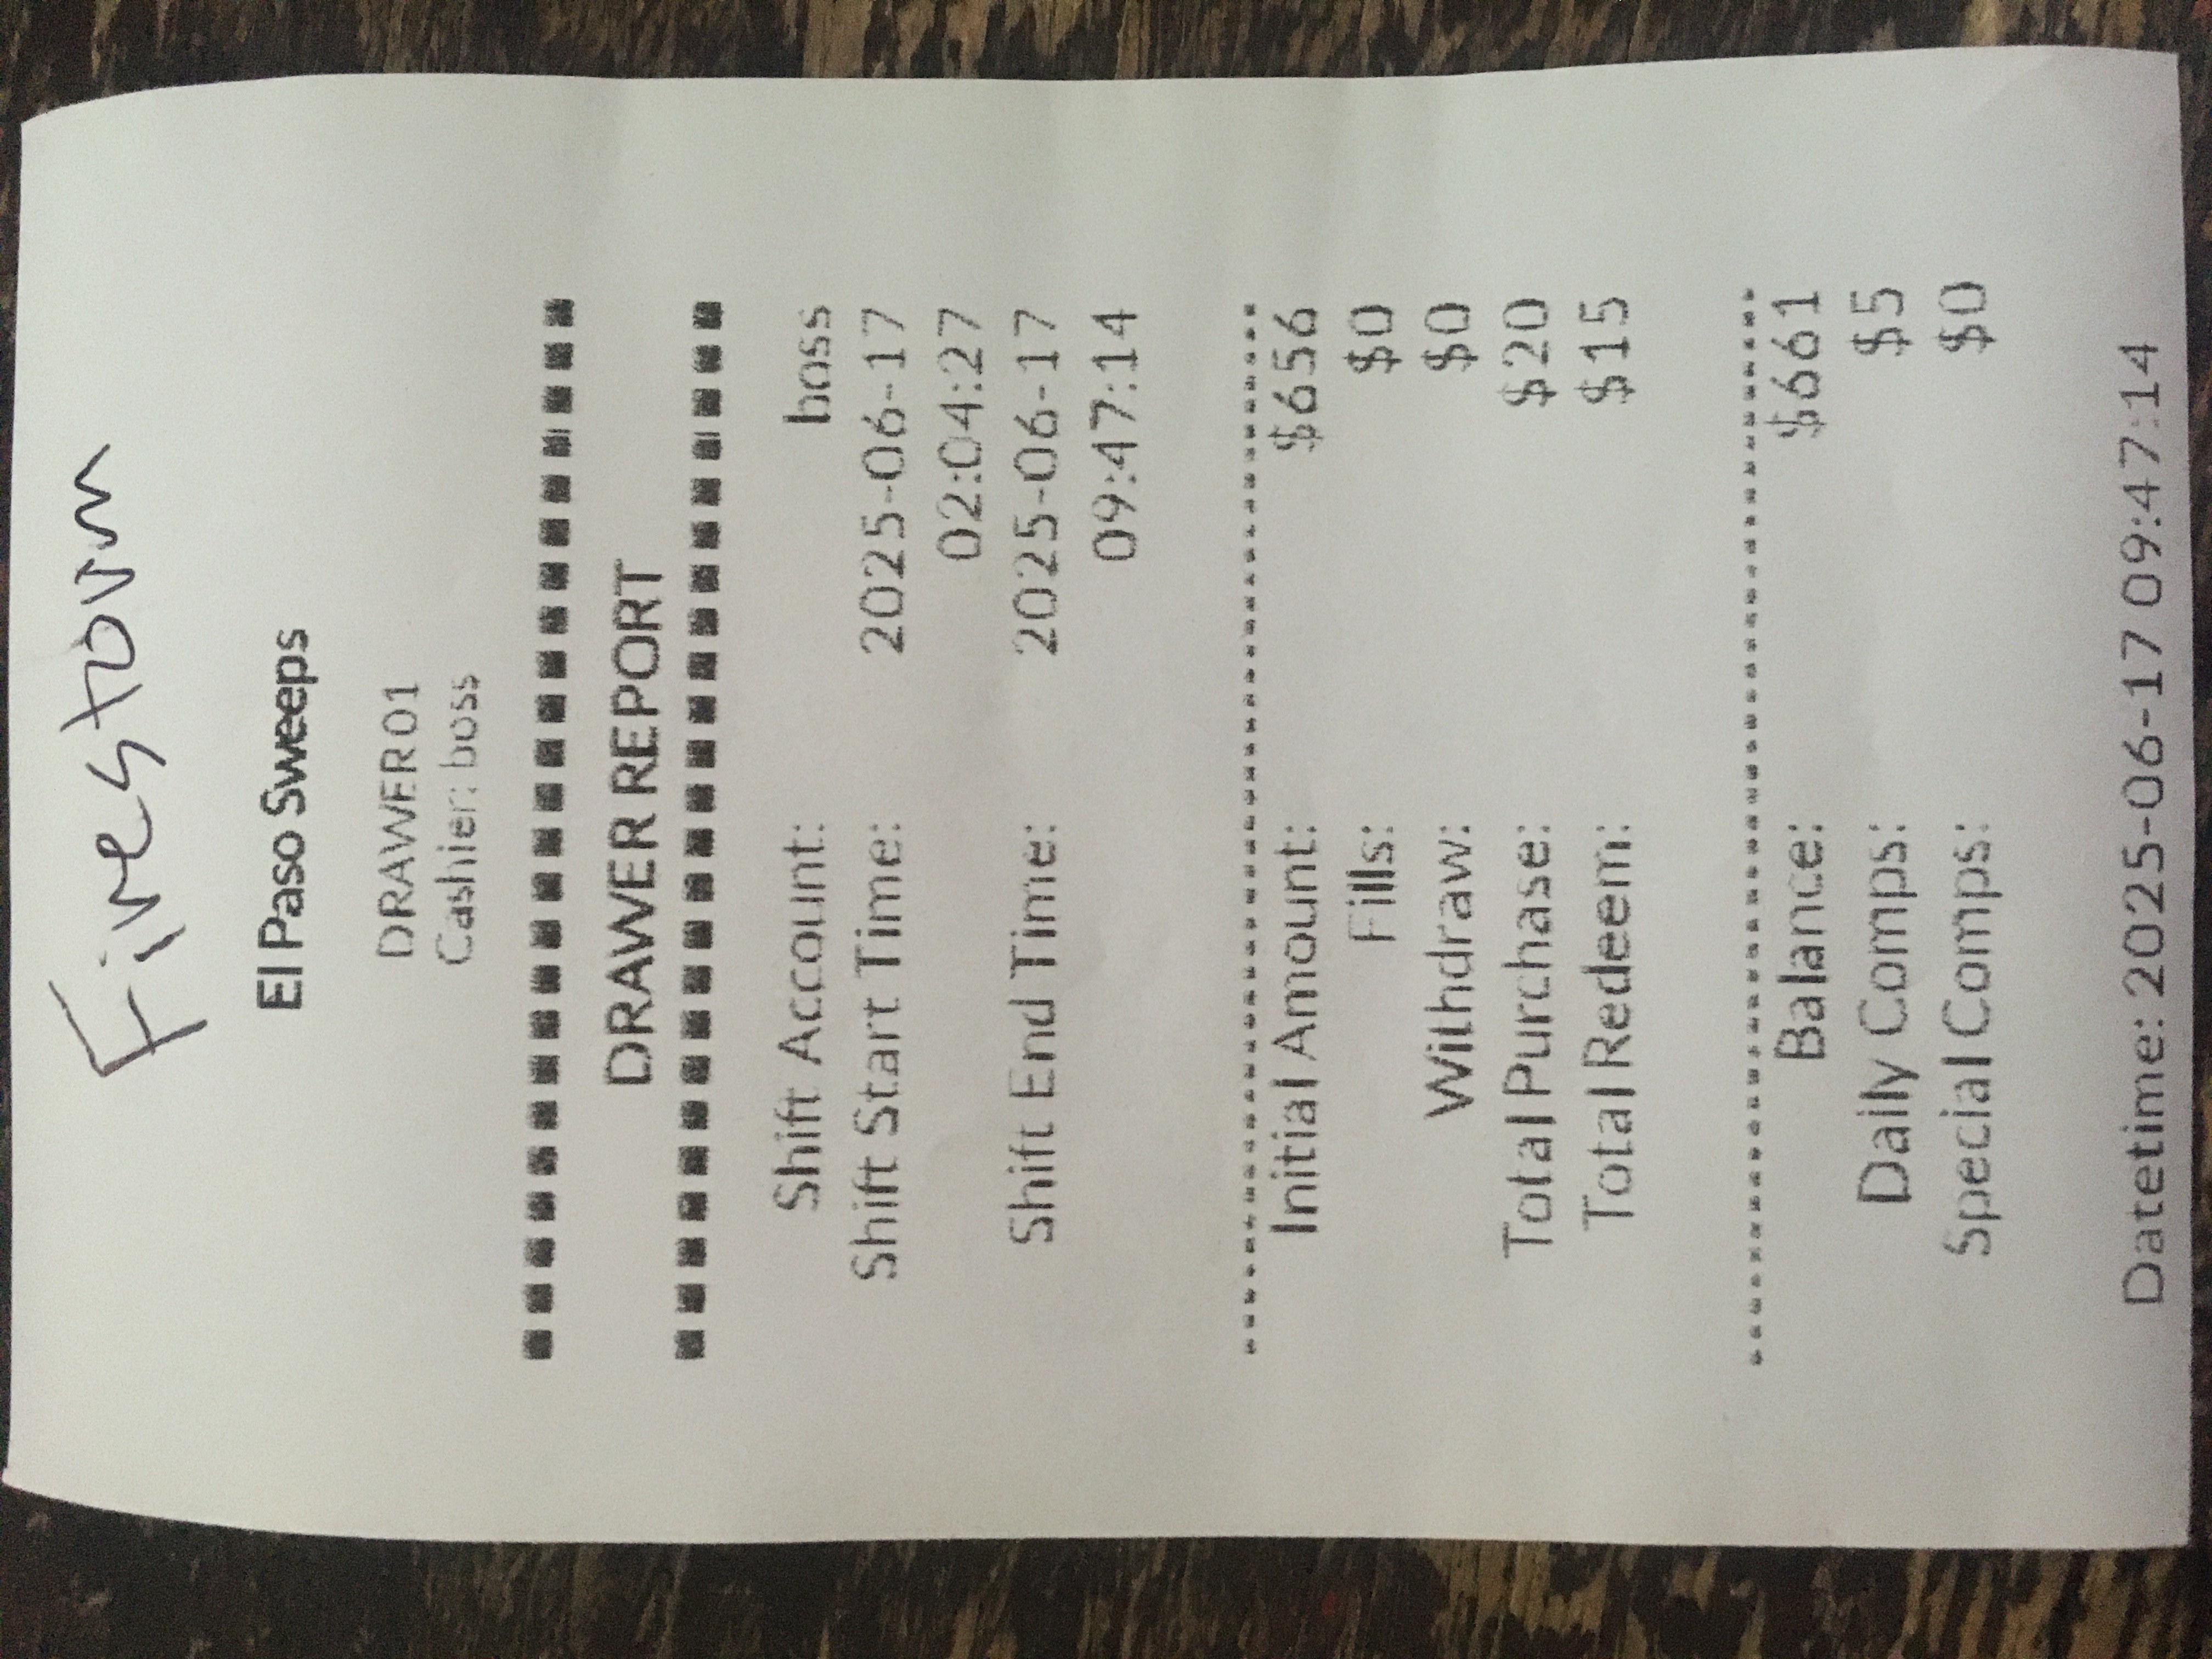 Firestorm
El Paso Sweeps
DRAWER01
Cashier: boss
DRAWER REPORT
Shift Account: boss
Shift Start Time: 2025-06-17
02:04:27
Shift End Time: 2025-06-17
09:47:14
Initial Amount: $656
Fills: $0
Withdraw: $0
Total Purchase: $20
Total Redeem: $15
Balance: $661
Daily Comps: $5
Special Comps: $0
Datetime: 2025-06-17 09:47:14